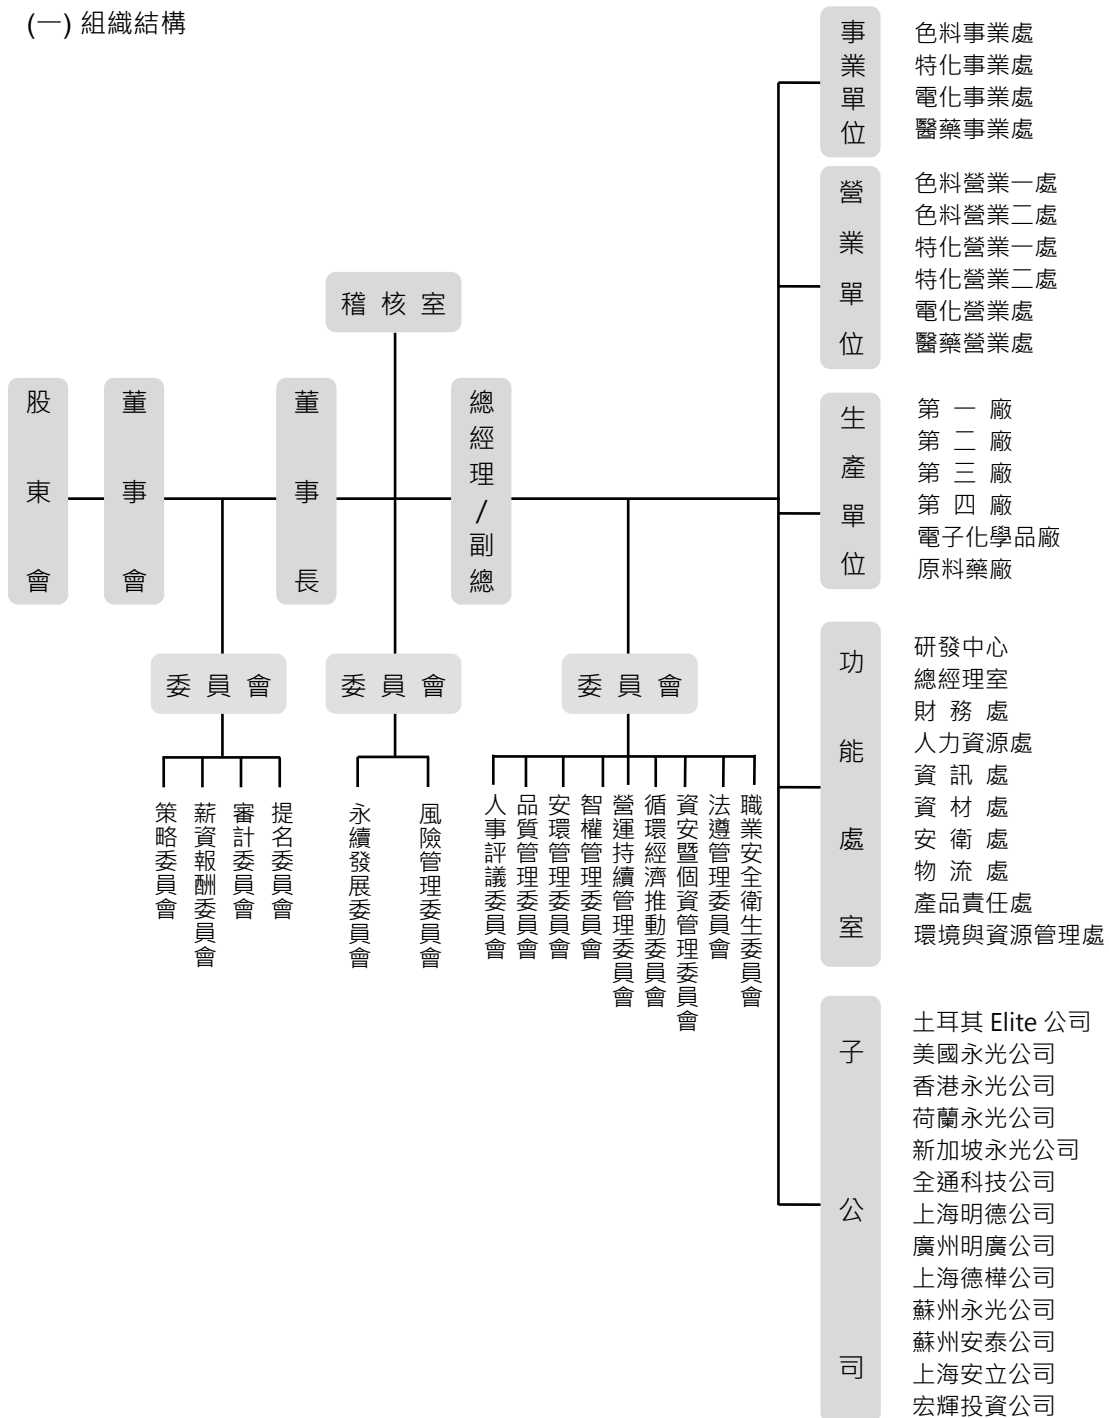 (一) 組織結構
稽核室
股東會
董事會
董事長
總經理/副總
委員會
策略委員會
薪資報酬委員會
審計委員會
提名委員會
委員會
永續發展委員會
風險管理委員會
委員會
人事評議委員會
品質管理委員會
安環管理委員會
智權管理委員會
營運持續管理委員會
循環經濟推動委員會
資安暨個資管理委員會
法遵管理委員會
職業安全衛生委員會
事業單位
色料事業處
特化事業處
電化事業處
醫藥事業處
營業單位
色料營業一處
色料營業二處
特化營業一處
特化營業二處
電化營業處
醫藥營業處
生產單位
第一廠
第二廠
第三廠
第四廠
電子化學品廠
原料藥廠
功能處室
研發中心
總經理室
財務處
人力資源處
資訊處
資材處
安衛處
物流處
產品責任處
環境與資源管理處
子公司
土耳其 Elite 公司
美國永光公司
香港永光公司
荷蘭永光公司
新加坡永光公司
全通科技公司
上海明德公司
廣州明廣公司
上海德樺公司
蘇州永光公司
蘇州安泰公司
上海安立公司
宏輝投資公司